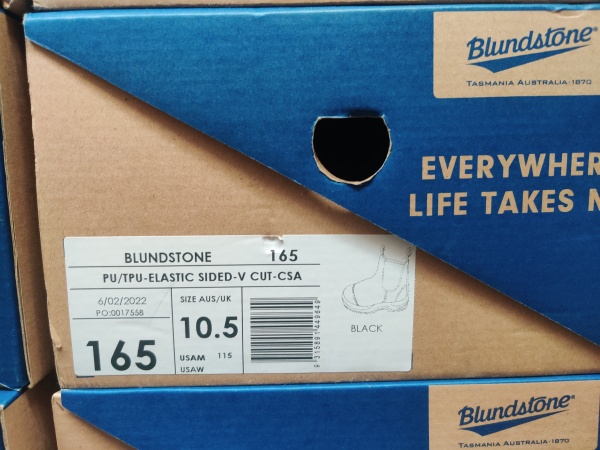 Blundstone®
TASMANIA AUSTRALIA·1870
EVERYWHER
LIFE TAKES
BLUNDSTONE 165
PU/TPU-ELASTIC SIDED-V CUT-CSA
6/02/2022
PO:0017558
SIZE AUS/UK
10.5
165
USAM 115
USAW
9315891449649
BLACK
Blundstone®
TASMANIA AUSTRALIA·1870